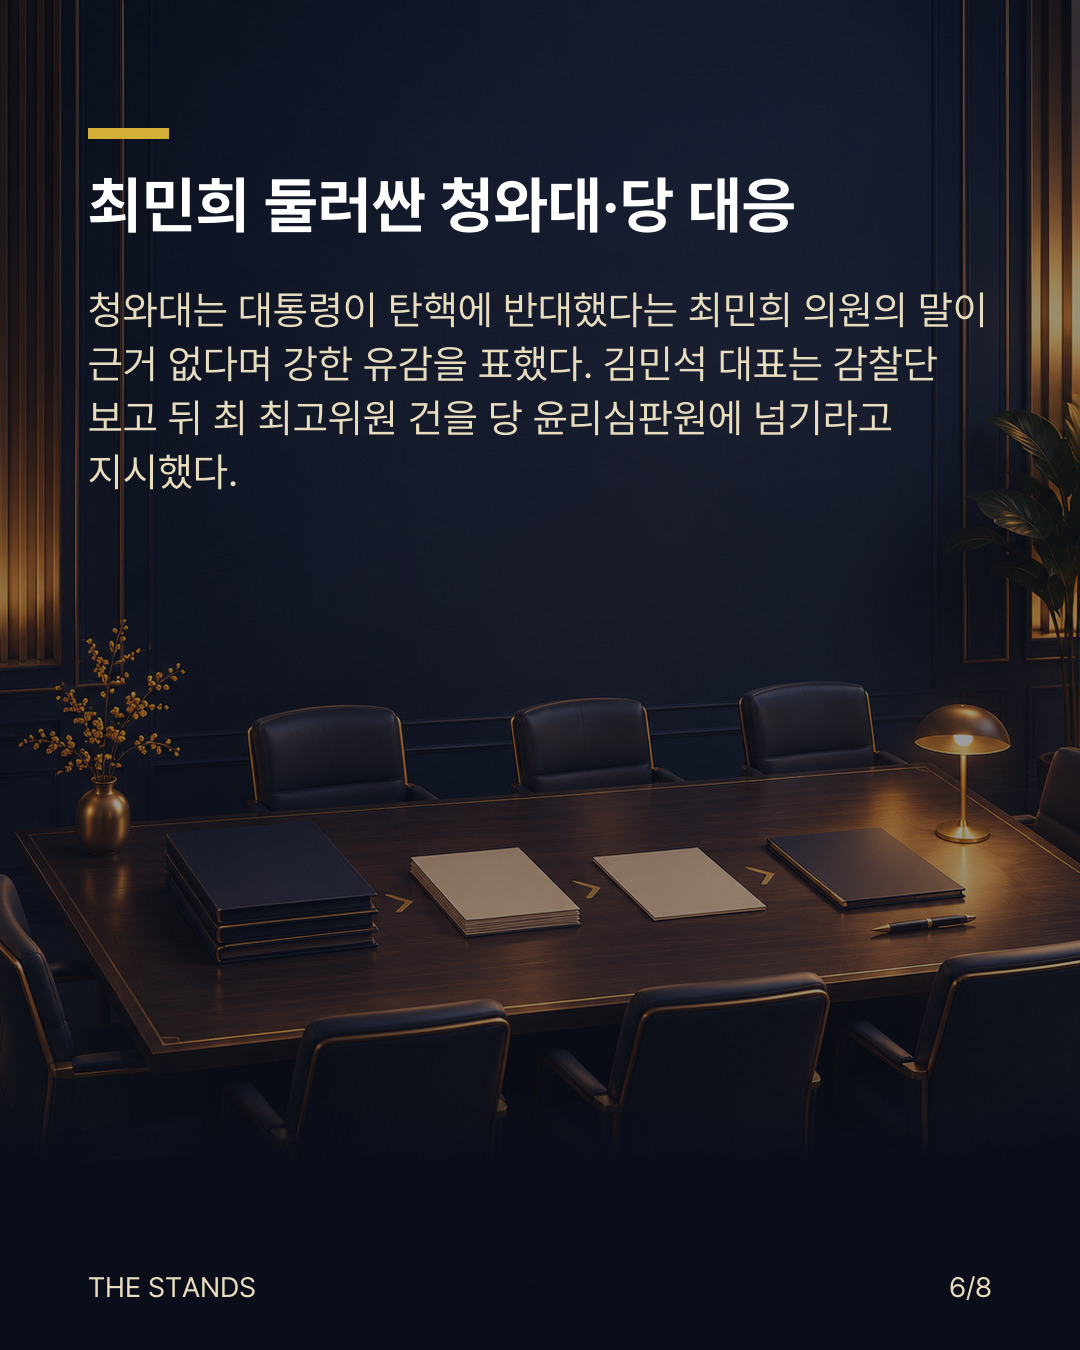 최민희 둘러싼 청와대·당 대응
청와대는 대통령이 탄핵에 반대했다는 최민희 의원의 말이
근거 없다며 강한 유감을 표했다. 김민석 대표는 감찰단
보고 뒤 최 최고위원 건을 당 윤리심판원에 넘기라고
지시했다.
THE STANDS
6/8